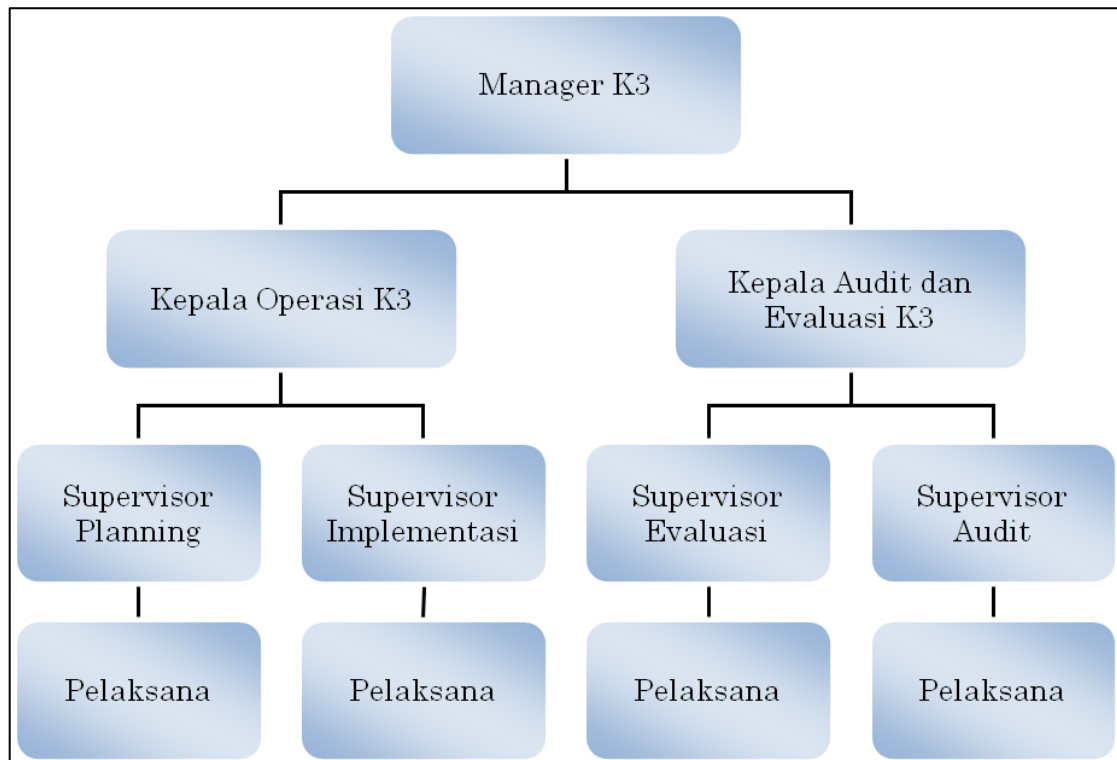 Manager K3
Kepala Operasi K3
Kepala Audit dan
Evaluasi K3
Supervisor
Planning
Supervisor
Implementasi
Supervisor
Evaluasi
Supervisor
Audit
Pelaksana
Pelaksana
Pelaksana
Pelaksana